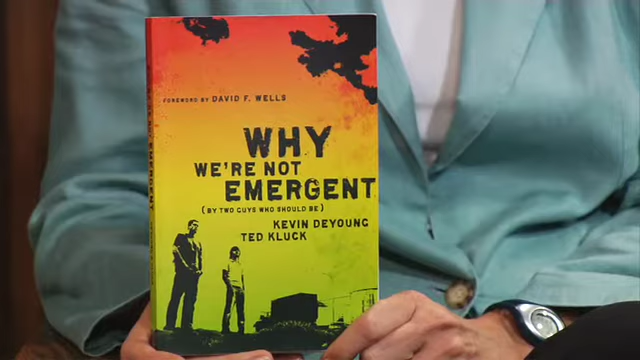 FOREWORD BY DAVID F. WELLS
WHY
WE'RE NOT
EMERGENT
(BY TWO GUYS WHO SHOULD BE)
KEVIN DEYOUNG
TED KLUCK